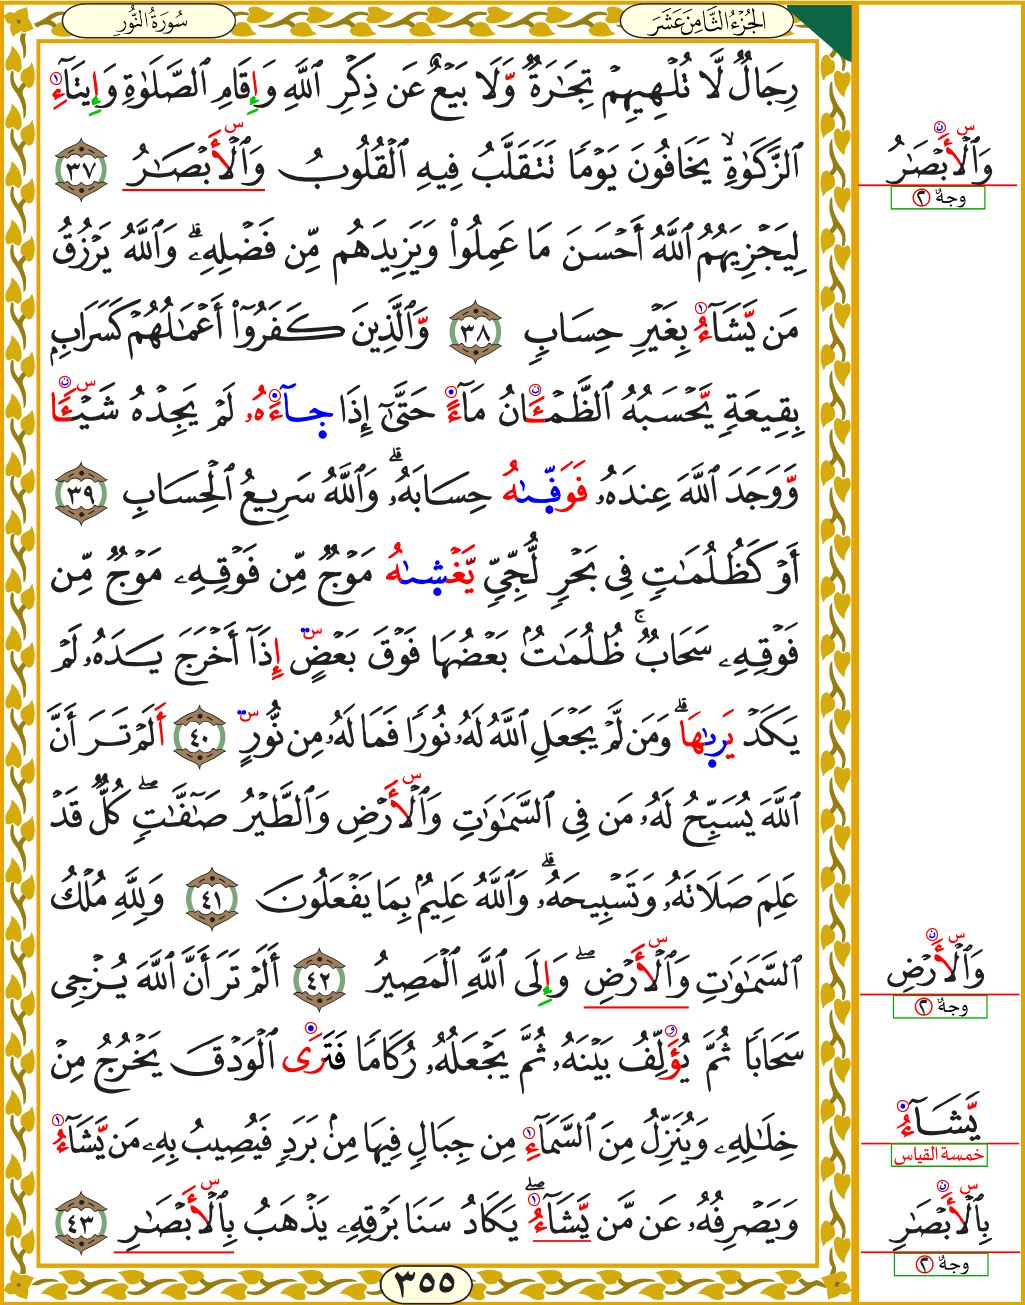 الجُزْءُ الثَّامِنَ عَشَرَ
سُورَةُ النُّورِ
رِجَالٌ لَّا تُلْهِيهِمْ تِجَٰرَةٌ وَلَا بَيْعٌ عَن ذِكْرِ ٱللَّهِ وَإِقَامِ ٱلصَّلَوٰةِ وَإِيتَآءِ
ٱلزَّكَوٰةِ ۙ يَخَافُونَ يَوْمًا تَتَقَلَّبُ فِيهِ ٱلْقُلُوبُ وَٱلْأَبْصَٰرُ ٣٧
لِيَجْزِيَهُمُ ٱللَّهُ أَحْسَنَ مَا عَمِلُوا۟ وَيَزِيدَهُم مِّن فَضْلِهِۦ ۗ وَٱللَّهُ يَرْزُقُ
مَن يَّشَآءُ بِغَيْرِ حِسَابٍ ٣٨ وَّٱلَّذِينَ كَفَرُوٓا۟ أَعْمَٰلُهُمْ كَسَرَابٍۭ
بِقِيعَةٍ يَّحْسَبُهُ ٱلظَّمْـَٔانُ مَآءً حَتَّىٰٓ إِذَا جَآءَهُۥ لَمْ يَجِدْهُ شَيْـًٔا
وَّوَجَدَ ٱللَّهَ عِندَهُۥ فَوَفَّىٰهُ حِسَابَهُۥ ۗ وَٱللَّهُ سَرِيعُ ٱلْحِسَابِ ٣٩
أَوْ كَظُلُمَٰتٍ فِى بَحْرٍ لُّجِّىٍّ يَّغْشَىٰهُ مَوْجٌ مِّن فَوْقِهِۦ مَوْجٌ مِّن
فَوْقِهِۦ سَحَابٌ ۚ ظُلُمَٰتٌۢ بَعْضُهَا فَوْقَ بَعْضٍ إِذَآ أَخْرَجَ يَدَهُۥ لَمْ
يَكَدْ يَرَىٰهَا ۗ وَمَن لَّمْ يَجْعَلِ ٱللَّهُ لَهُۥ نُورًا فَمَا لَهُۥ مِن نُّورٍ ٤٠ أَلَمْ تَرَ أَنَّ
ٱللَّهَ يُسَبِّحُ لَهُۥ مَن فِى ٱلسَّمَٰوَٰتِ وَٱلْأَرْضِ وَٱلطَّيْرُ صَٰٓفَّٰتٍ ۖ كُلٌّ قَدْ
عَلِمَ صَلَاتَهُۥ وَتَسْبِيحَهُۥ ۗ وَٱللَّهُ عَلِيمٌۢ بِمَا يَفْعَلُونَ ٤١ وَلِلَّهِ مُلْكُ
ٱلسَّمَٰوَٰتِ وَٱلْأَرْضِ ۖ وَإِلَى ٱللَّهِ ٱلْمَصِيرُ ٤٢ أَلَمْ تَرَ أَنَّ ٱللَّهَ يُزْجِى
سَحَابًا ثُمَّ يُؤَلِّفُ بَيْنَهُۥ ثُمَّ يَجْعَلُهُۥ رُكَامًا فَتَرَى ٱلْوَدْقَ يَخْرُجُ مِنْ
خِلَٰلِهِۦ وَيُنَزِّلُ مِنَ ٱلسَّمَآءِ مِن جِبَالٍ فِيهَا مِنۢ بَرَدٍ فَيُصِيبُ بِهِۦ مَن يَّشَآءُ
وَيَصْرِفُهُۥ عَن مَّن يَّشَآءُ ۖ يَكَادُ سَنَا بَرْقِهِۦ يَذْهَبُ بِٱلْأَبْصَٰرِ ٤٣
٣٥٥
وَٱلْأَبْصَٰرُ
وجهٌ ٢
وَٱلْأَرْضِ
وجهٌ ٢
يَّشَآءُ
خمسة القياس
بِٱلْأَبْصَٰرِ
وجهٌ ٢